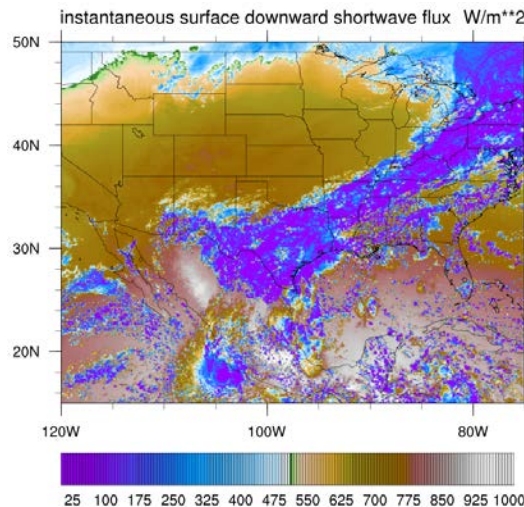 instantaneous surface downward shortwave flux W/m**2
50N
40N
30N
20N
120W 100W 80W
25 100 175 250 325 400 475 550 625 700 775 850 925 1000